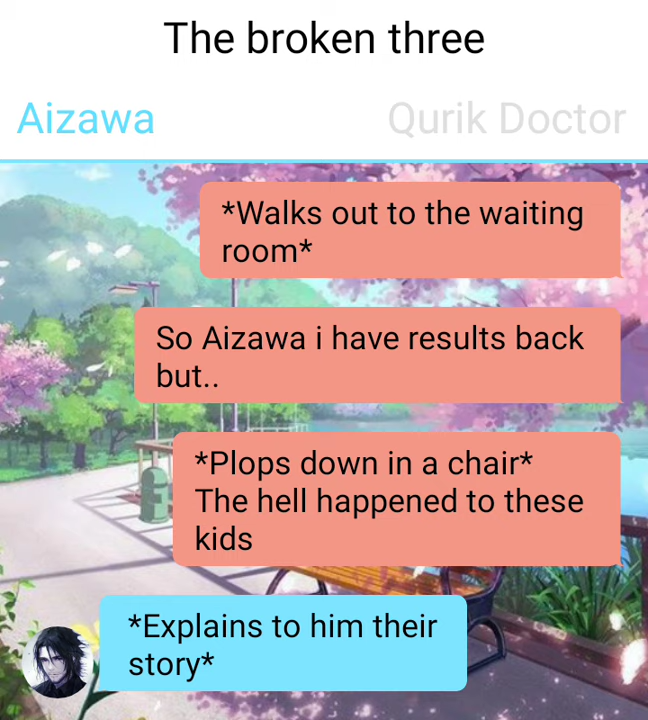 The broken three
Aizawa
Qurik Doctor
*Walks out to the waiting
room*
So Aizawa i have results back
but..
*Plops down in a chair*
The hell happened to these
kids
*Explains to him their
story*